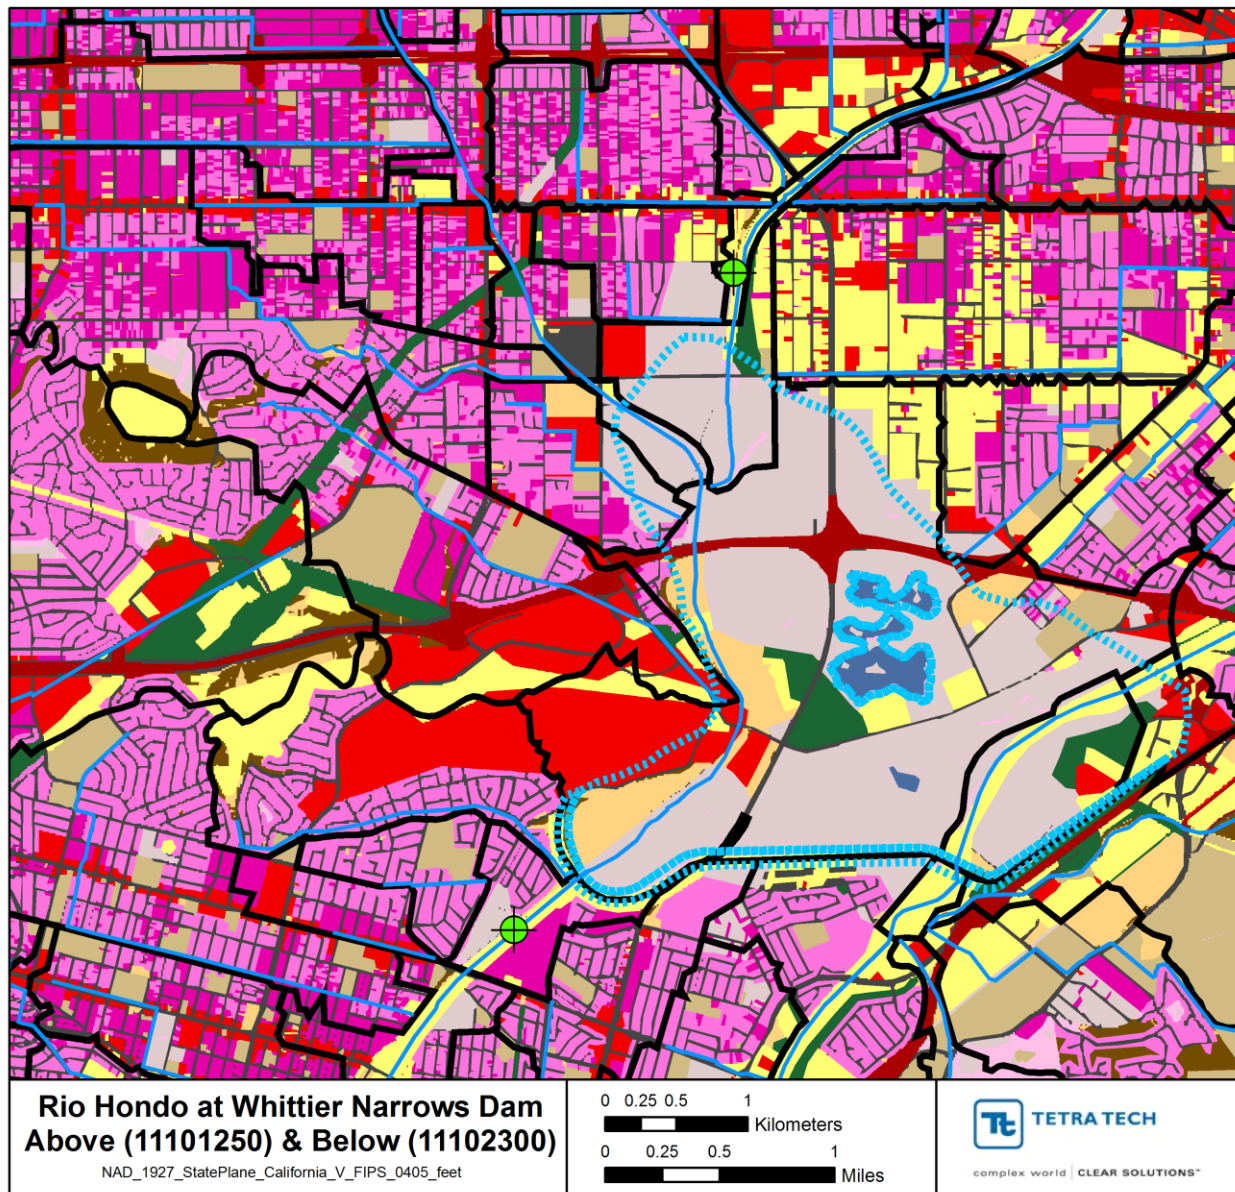 Rio Hondo at Whittier Narrows Dam
Above (11101250) & Below (11102300)
NAD_1927_StatePlane_California_V_FIPS_0405_feet
0 0.25 0.5 1
Kilometers
0 0.25 0.5 1
Miles
Tt TETRA TECH
complex world | CLEAR SOLUTIONS™